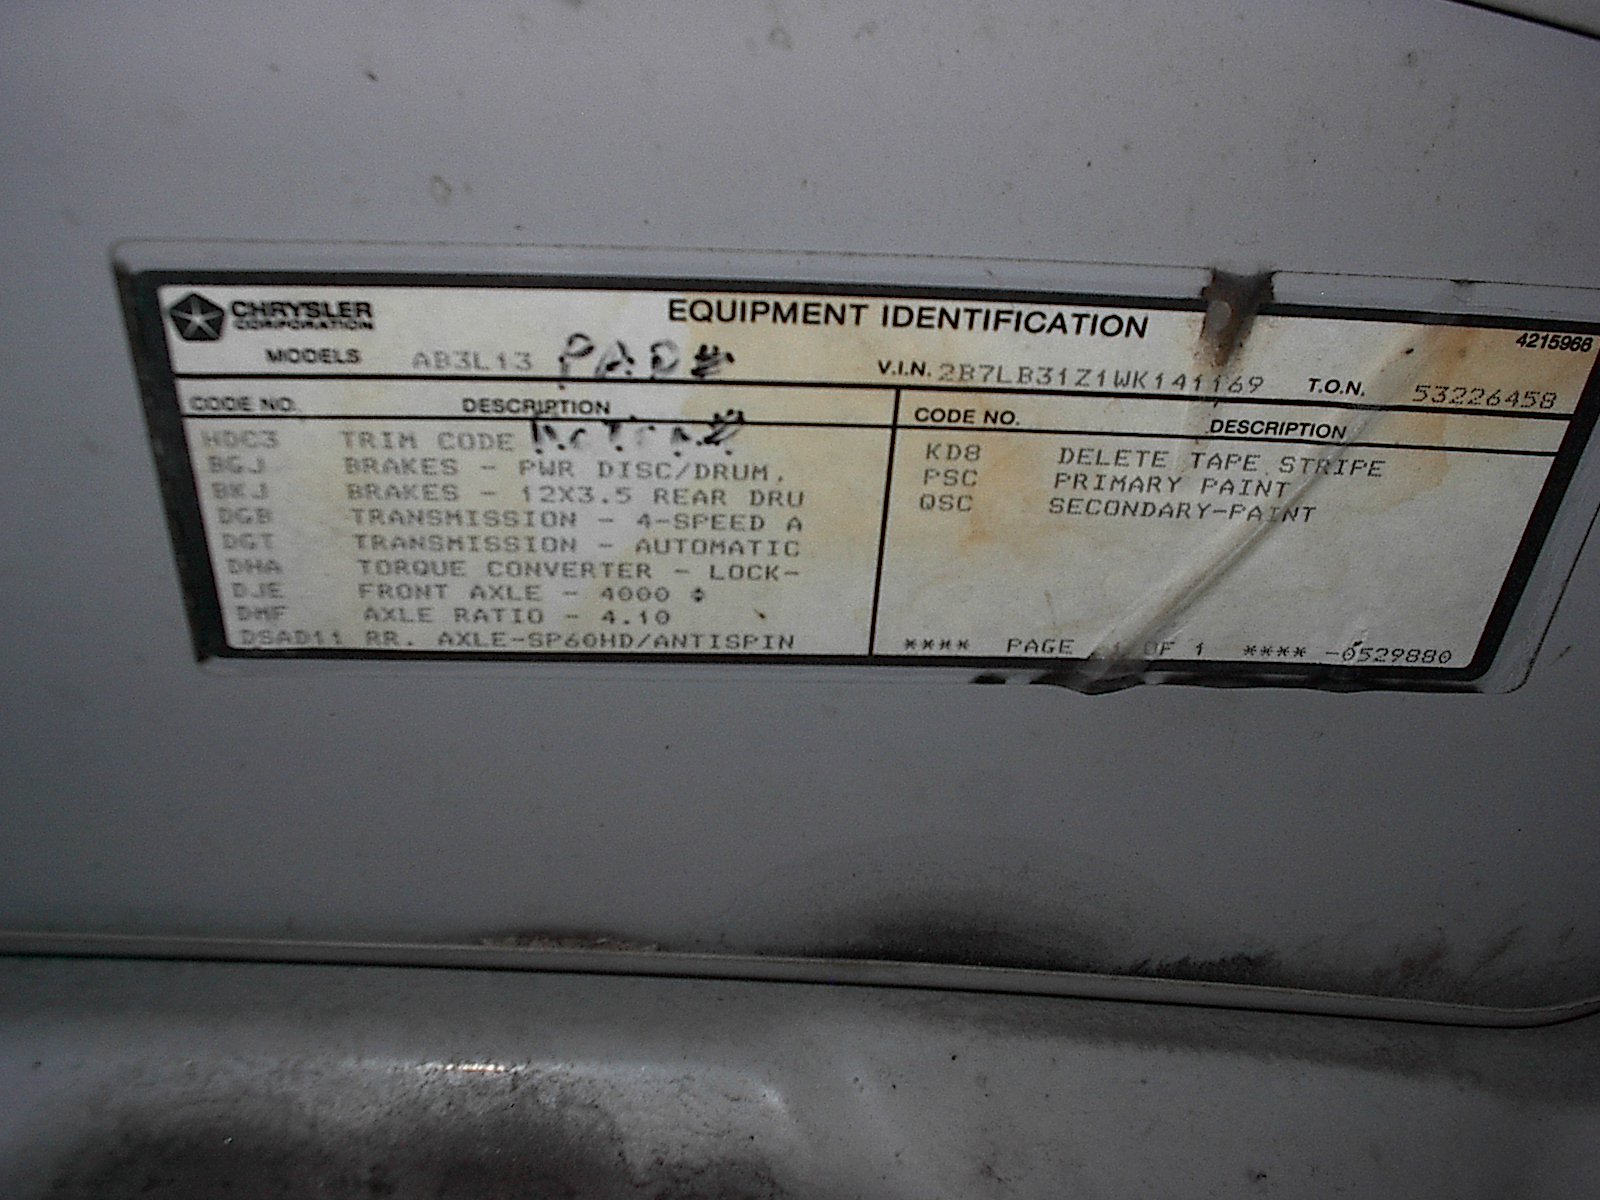 CHRYSLER
CORPORATION
EQUIPMENT IDENTIFICATION
4215966
MODELS AB3L13 V.I.N. 2B7LB31Z1WK141169 T.O.N. 53226458
CODE NO. DESCRIPTION
HDC3 TRIM CODE
BGJ BRAKES - PWR DISC/DRUM,
BKJ BRAKES - 12X3.5 REAR DRU
DGB TRANSMISSION - 4-SPEED A
DGT TRANSMISSION - AUTOMATIC
DHA TORQUE CONVERTER - LOCK-
DJE FRONT AXLE - 4000
DMF AXLE RATIO - 4.10
DSAD11 RR. AXLE-SP60HD/ANTISPIN
CODE NO. DESCRIPTION
KD8 DELETE TAPE STRIPE
PSC PRIMARY PAINT
QSC SECONDARY-PAINT
**** PAGE 1 OF 1 **** -0529880